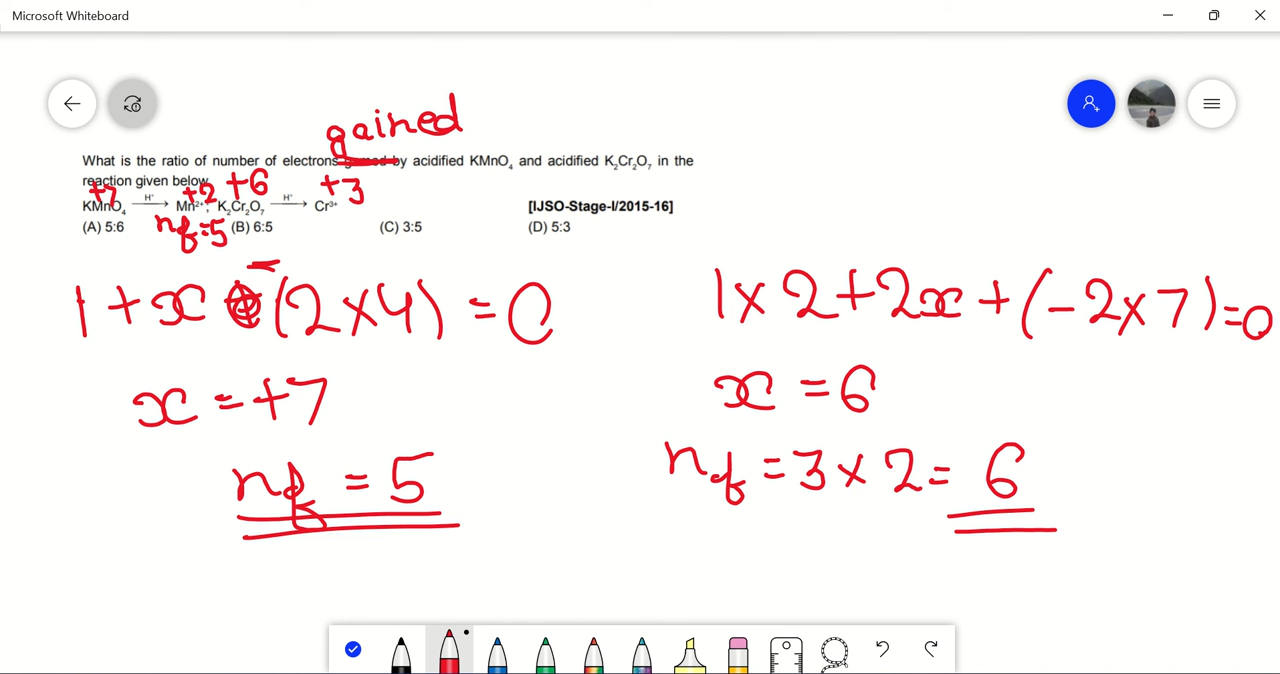 Microsoft Whiteboard
gained
What is the ratio of number of electrons by acidified KMnO₄ and acidified K₂Cr₂O₇ in the
reaction given below
+7 +2 +6 +3
KMnO₄ —H⁺→ Mn²⁺; K₂Cr₂O₇ —H⁺→ Cr³⁺ [IJSO-Stage-I/2015-16]
nf=5
(A) 5:6 (B) 6:5 (C) 3:5 (D) 5:3
1+x-(2×4)=0
x=+7
nf=5
1×2+2x+(-2×7)=0
x=6
nf=3×2=6